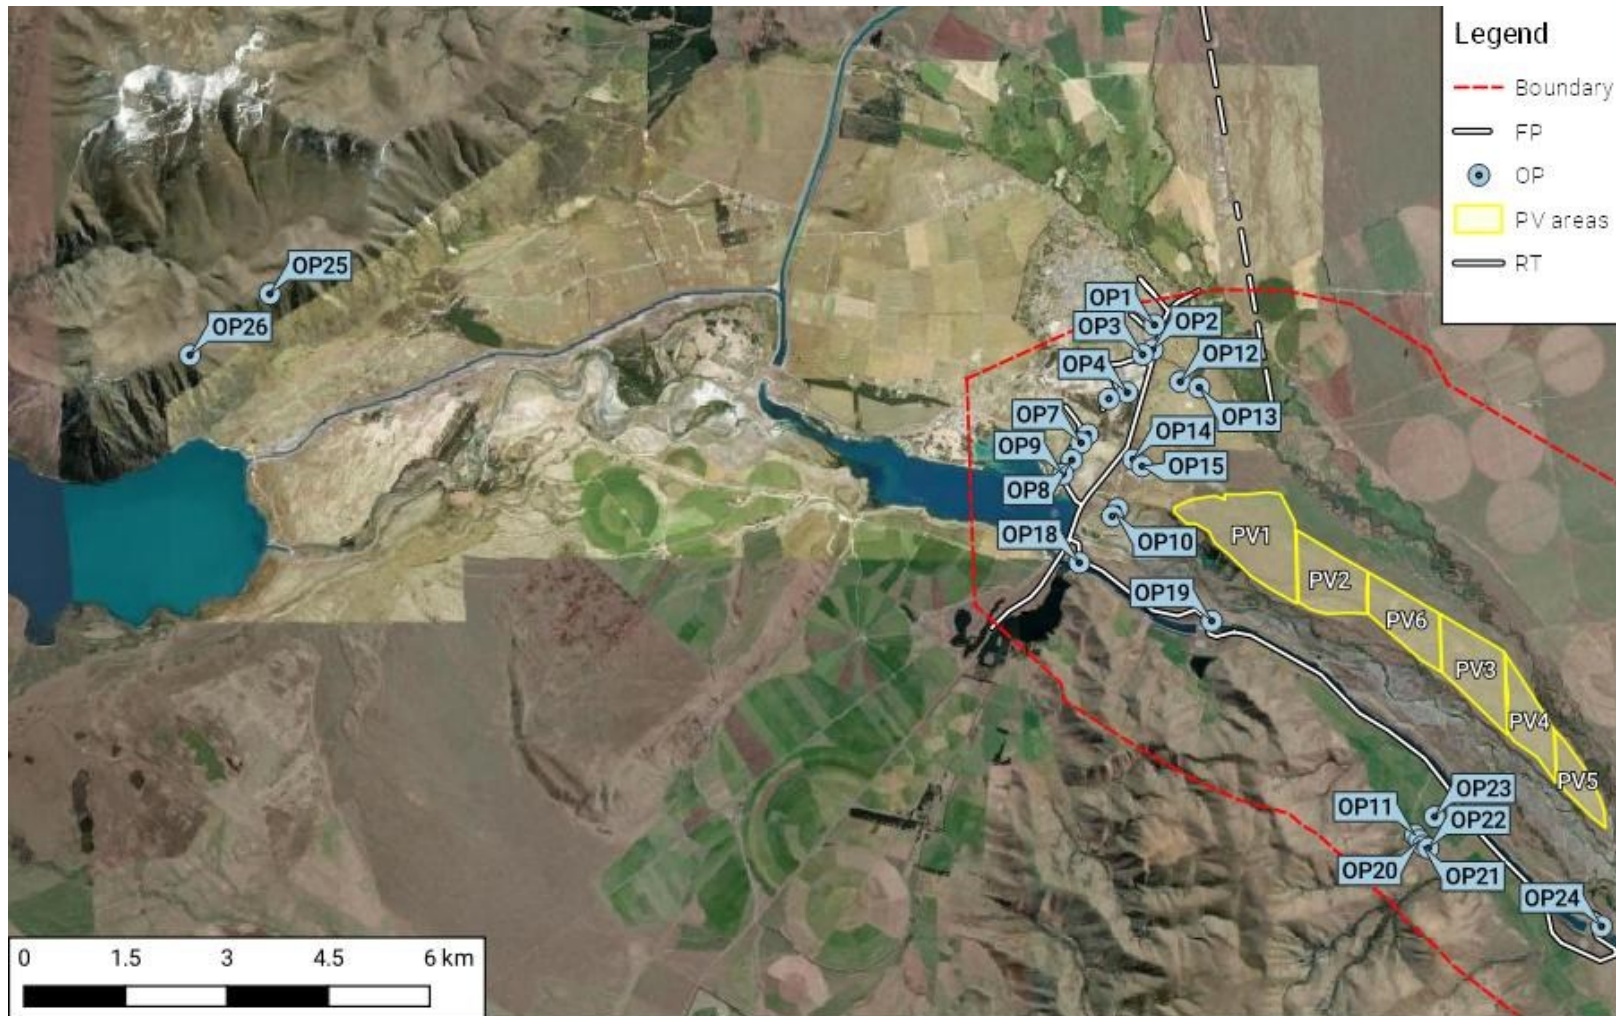 Legend
Boundary
FP
OP
PV areas
RT
OP25
OP26
OP1
OP2
OP3
OP12
OP4
OP13
OP7
OP14
OP9
OP15
OP8
OP18
OP10
OP19
PV1
PV2
PV6
PV3
PV4
PV5
OP23
OP11
OP22
OP20
OP21
OP24
0 1.5 3 4.5 6 km